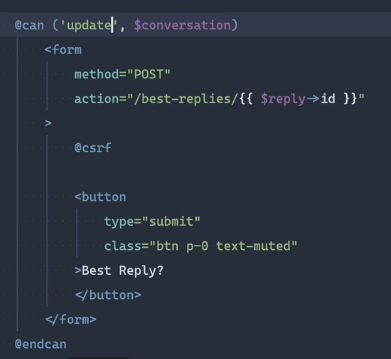 @can ('update', $conversation)
<form
method="POST"
action="/best-replies/{{ $reply->id }}"
>
@csrf
<button
type="submit"
class="btn p-0 text-muted"
>Best Reply?
</button>
</form>
@endcan